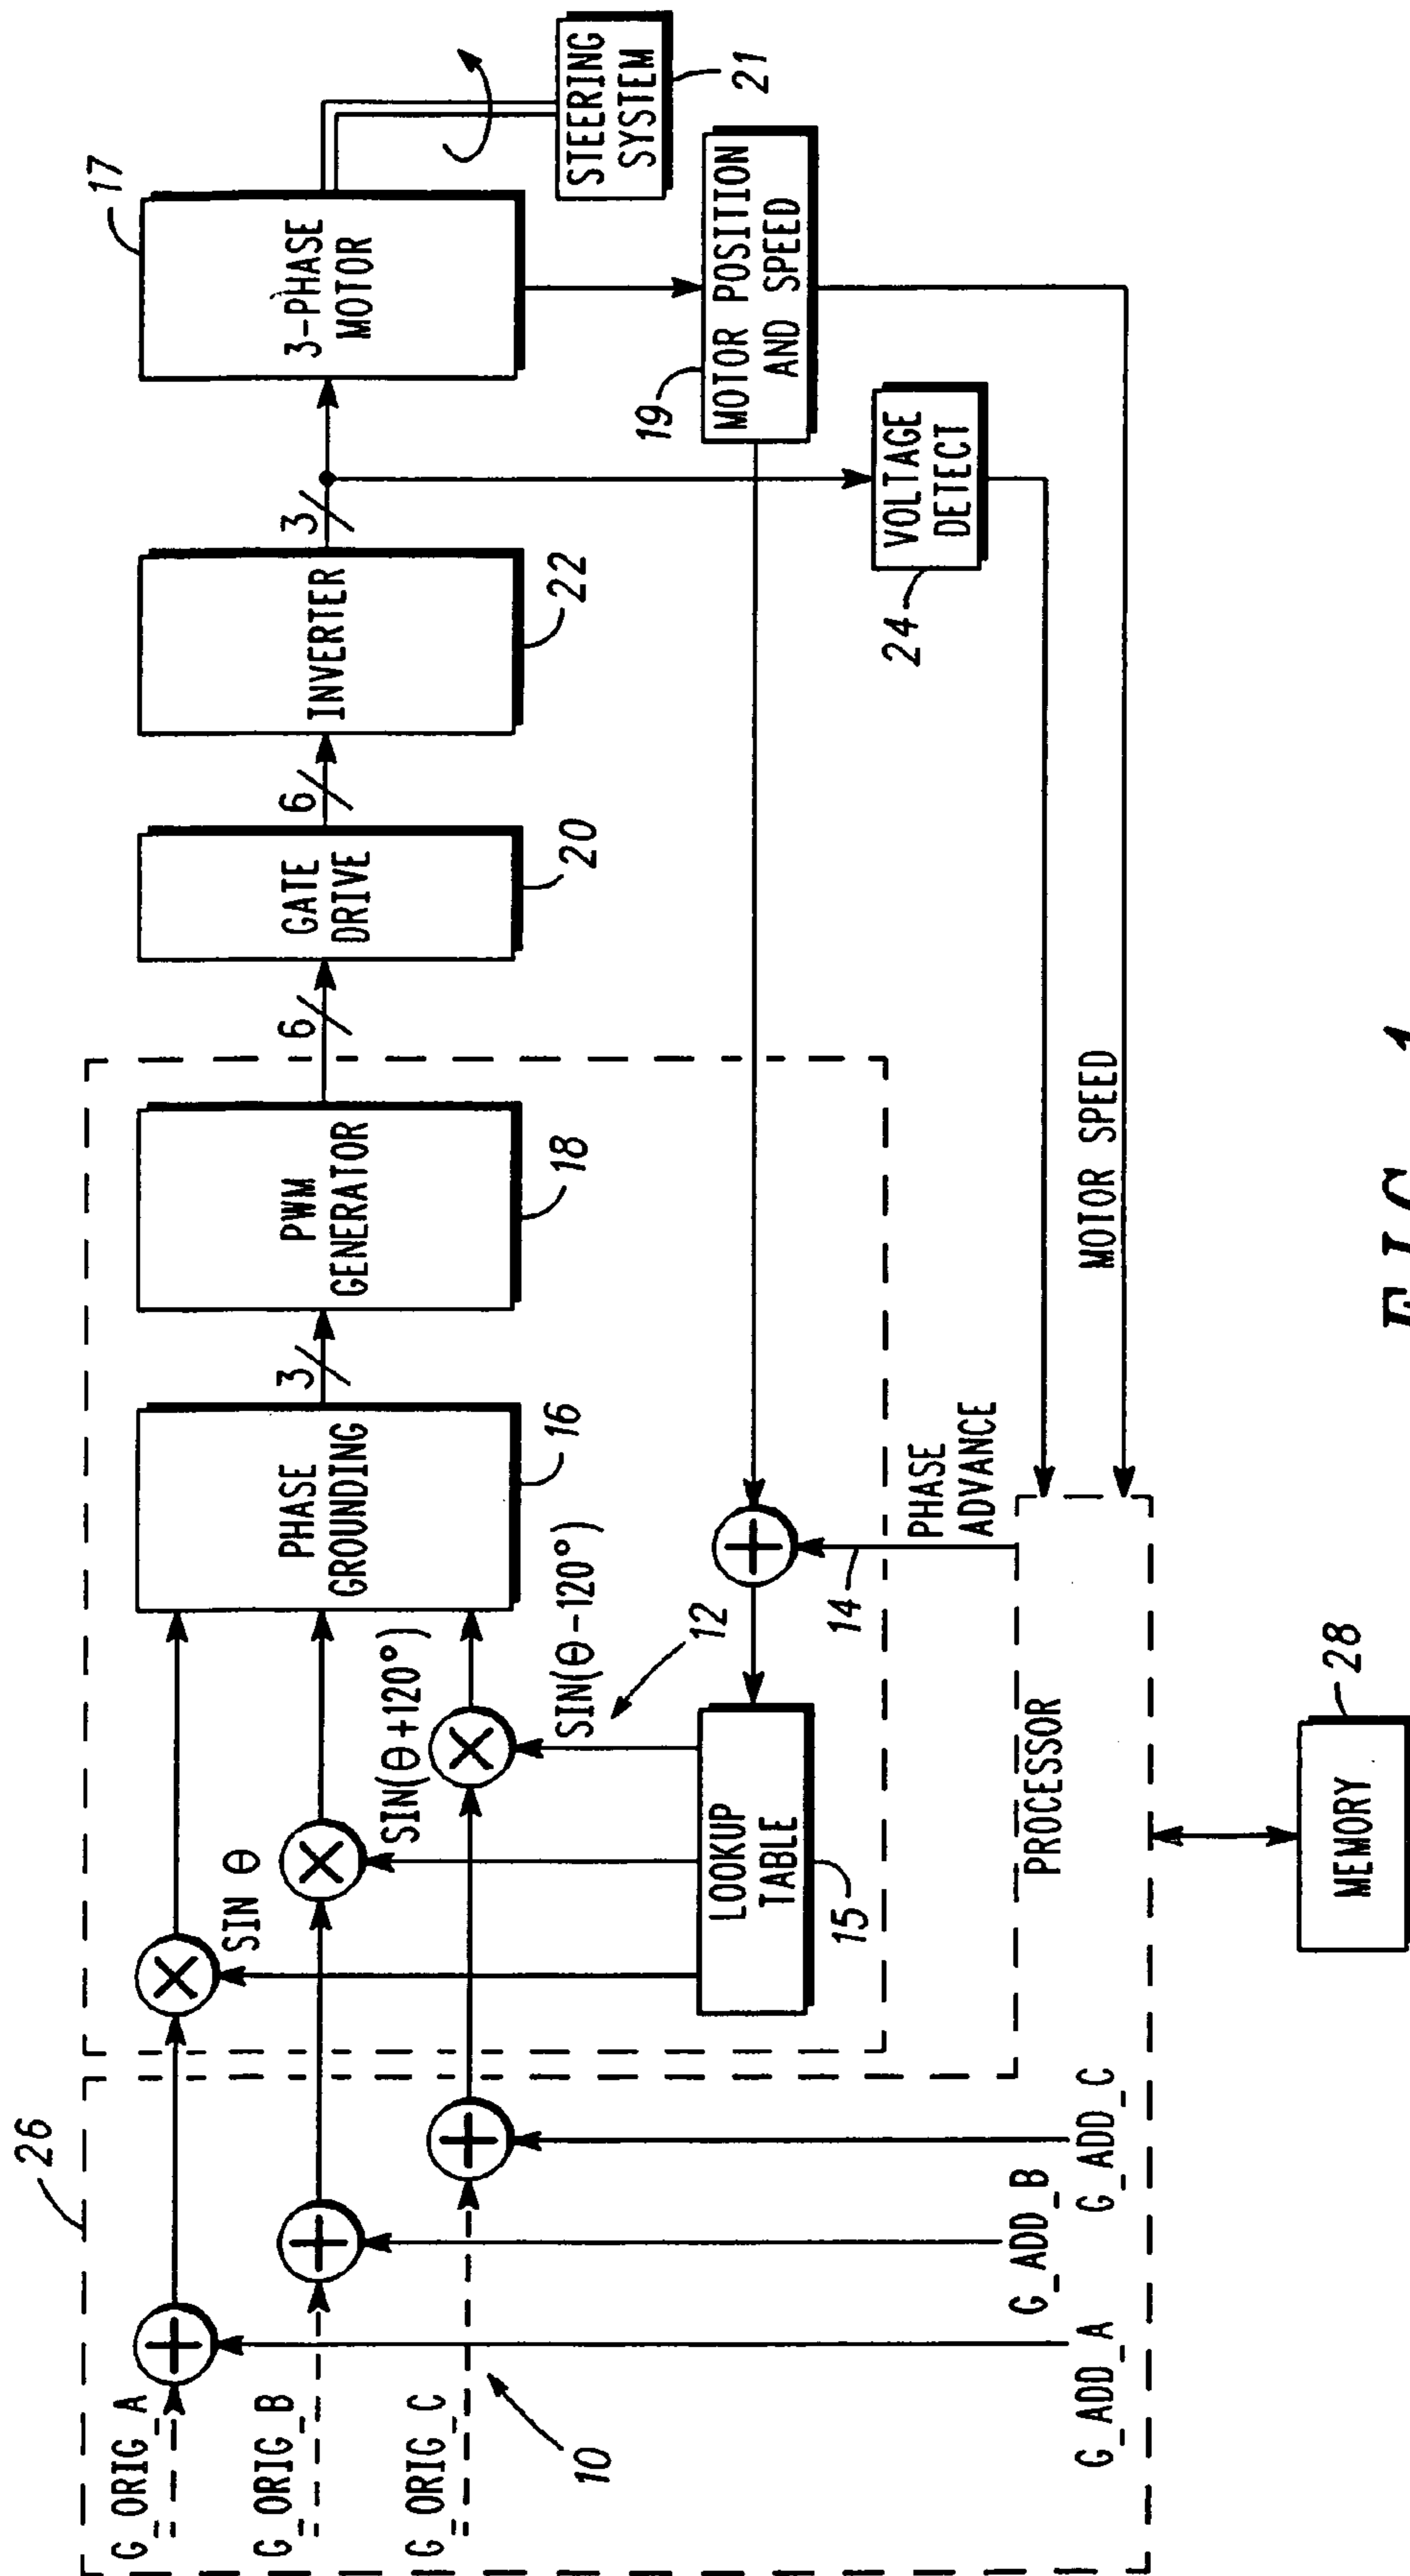 26
G_ORIG_A
G_ORIG_B
G_ORIG_C
10
G_ADD_A
G_ADD_B
G_ADD_C
SIN θ
SIN(θ+120°)
SIN(θ-120°)
12
LOOKUP
TABLE
15
14
PHASE
ADVANCE
PROCESSOR
MEMORY
28
PHASE
GROUNDING
16
3
PWM
GENERATOR
18
6
GATE
DRIVE
20
6
INVERTER
22
3
3-PHASE
MOTOR
17
STEERING
SYSTEM
21
MOTOR POSITION
AND SPEED
19
VOLTAGE
DETECT
24
MOTOR SPEED